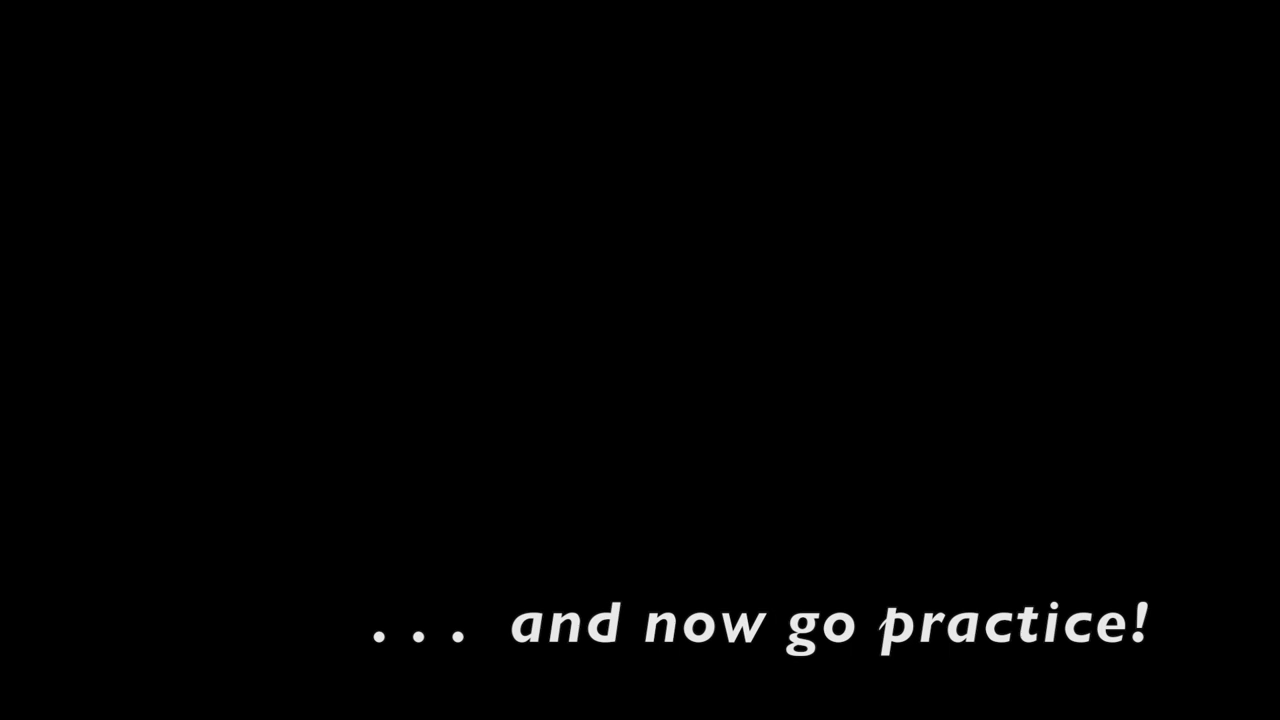 . . . and now go practice!